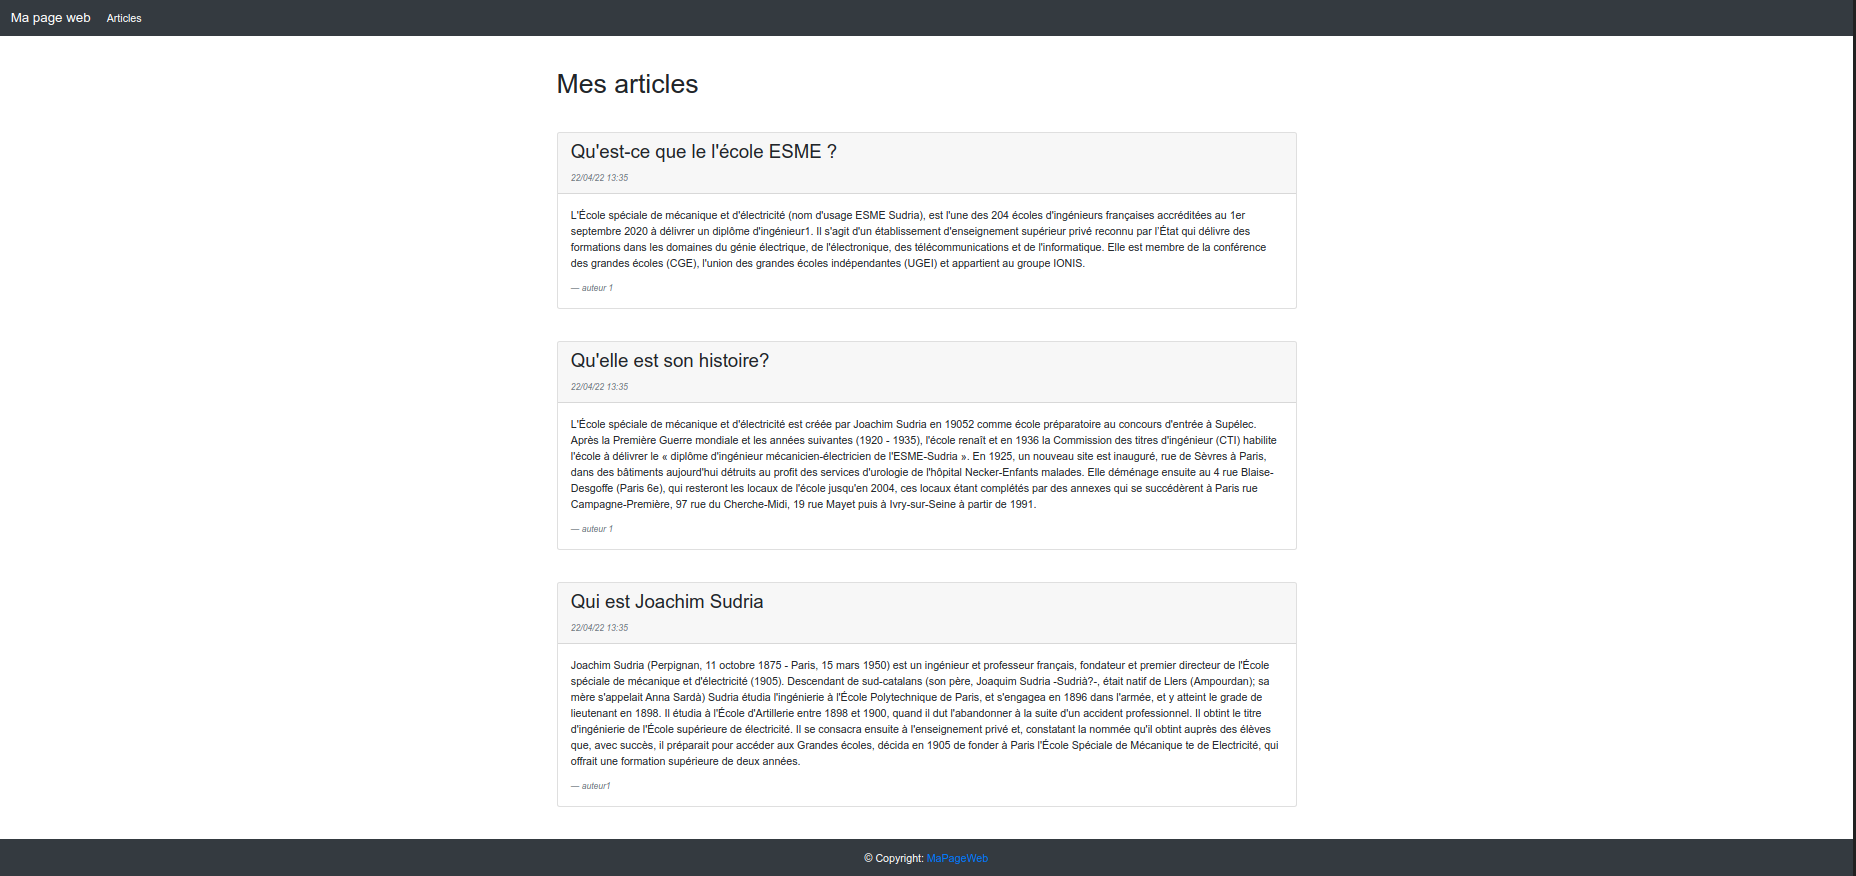 Ma page web Articles
Mes articles
Qu'est-ce que le l'école ESME ?
22/04/22 13:35
L'École spéciale de mécanique et d'électricité (nom d'usage ESME Sudria), est l'une des 204 écoles d'ingénieurs françaises accréditées au 1er
septembre 2020 à délivrer un diplôme d'ingénieur1. Il s'agit d'un établissement d'enseignement supérieur privé reconnu par l'État qui délivre des
formations dans les domaines du génie électrique, de l'électronique, des télécommunications et de l'informatique. Elle est membre de la conférence
des grandes écoles (CGE), l'union des grandes écoles indépendantes (UGEI) et appartient au groupe IONIS.
— auteur 1
Qu'elle est son histoire?
22/04/22 13:35
L'École spéciale de mécanique et d'électricité est créée par Joachim Sudria en 19052 comme école préparatoire au concours d'entrée à Supélec.
Après la Première Guerre mondiale et les années suivantes (1920 - 1935), l'école renaît et en 1936 la Commission des titres d'ingénieur (CTI) habilite
l'école à délivrer le « diplôme d'ingénieur mécanicien-électricien de l'ESME-Sudria ». En 1925, un nouveau site est inauguré, rue de Sèvres à Paris,
dans des bâtiments aujourd'hui détruits au profit des services d'urologie de l'hôpital Necker-Enfants malades. Elle déménage ensuite au 4 rue Blaise-
Desgoffe (Paris 6e), qui resteront les locaux de l'école jusqu'en 2004, ces locaux étant complétés par des annexes qui se succédèrent à Paris rue
Campagne-Première, 97 rue du Cherche-Midi, 19 rue Mayet puis à Ivry-sur-Seine à partir de 1991.
— auteur 1
Qui est Joachim Sudria
22/04/22 13:35
Joachim Sudria (Perpignan, 11 octobre 1875 - Paris, 15 mars 1950) est un ingénieur et professeur français, fondateur et premier directeur de l'École
spéciale de mécanique et d'électricité (1905). Descendant de sud-catalans (son père, Joaquim Sudria -Sudrià?-, était natif de Llers (Ampourdan); sa
mère s'appelait Anna Sardà) Sudria étudia l'ingénierie à l'École Polytechnique de Paris, et s'engagea en 1896 dans l'armée, et y atteint le grade de
lieutenant en 1898. Il étudia à l'École d'Artillerie entre 1898 et 1900, quand il dut l'abandonner à la suite d'un accident professionnel. Il obtint le titre
d'ingénierie de l'École supérieure de électricité. Il se consacra ensuite à l'enseignement privé et, constatant la nommée qu'il obtint auprès des élèves
que, avec succès, il préparait pour accéder aux Grandes écoles, décida en 1905 de fonder à Paris l'École Spéciale de Mécanique te de Electricité, qui
offrait une formation supérieure de deux années.
— auteur1
© Copyright: MaPageWeb